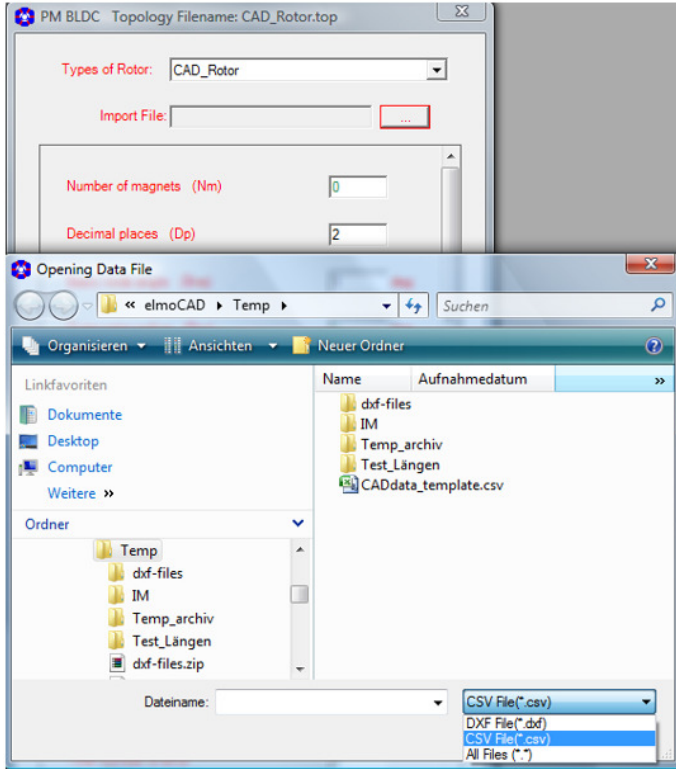 PM BLDC Topology Filename: CAD_Rotor.top
Types of Rotor: CAD_Rotor
Import File: ...
Number of magnets (Nm) 0
Decimal places (Dp) 2
Opening Data File
« elmoCAD Temp Suchen
Organisieren Ansichten Neuer Ordner
Linkfavoriten
Dokumente
Desktop
Computer
Weitere »
Ordner
Temp
dxf-files
IM
Temp_archiv
Test_Längen
dxf-files.zip
Name Aufnahmedatum »
dxf-files
IM
Temp_archiv
Test_Längen
CADdata_template.csv
Dateiname: CSV File(*.csv)
DXF File(*.dxf)
CSV File(*.csv)
All Files (*.*)